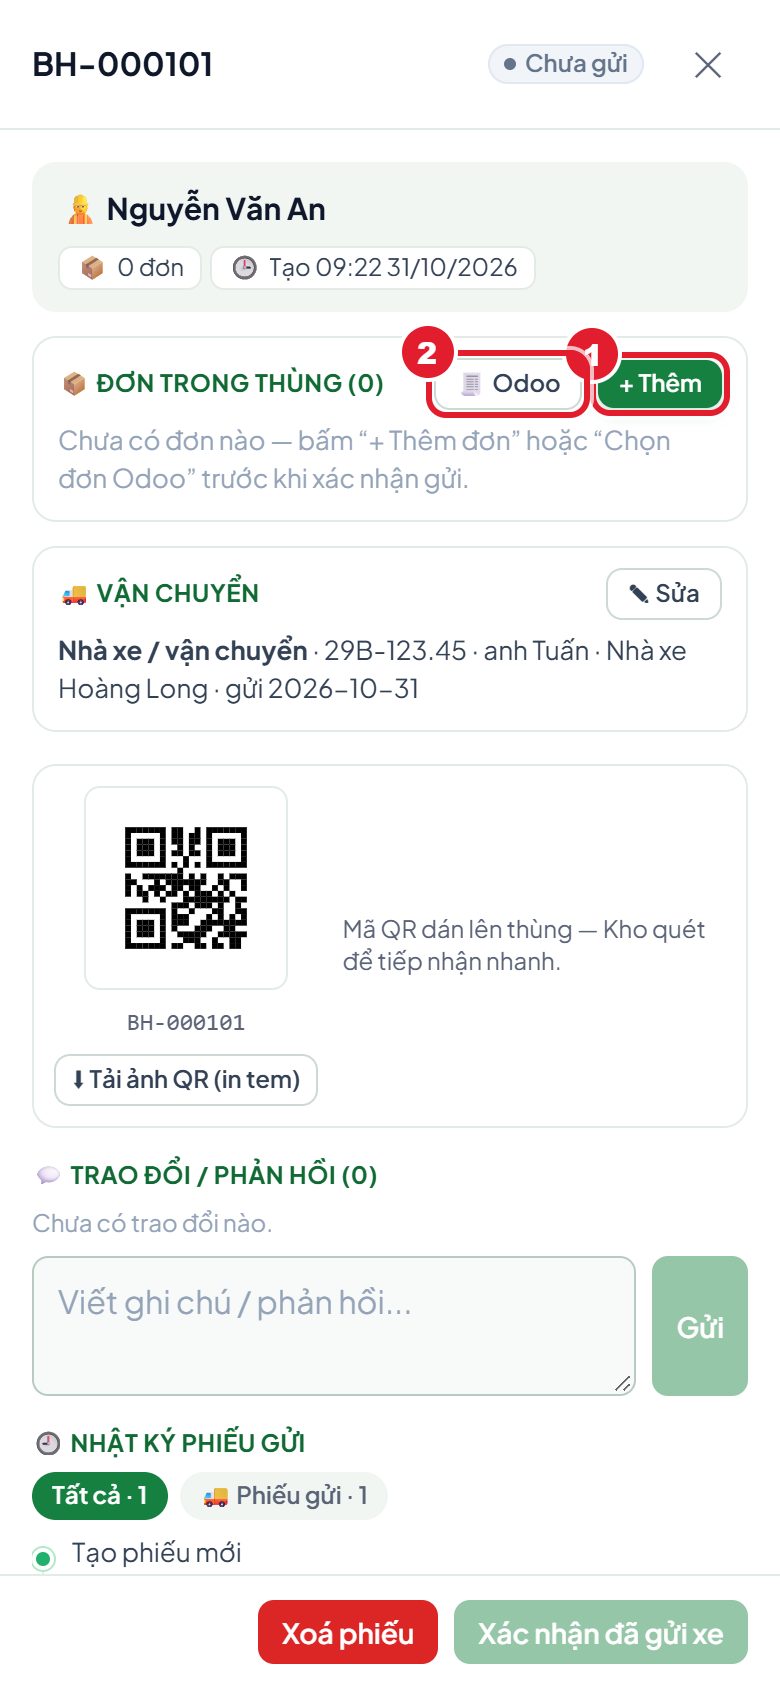 BH-000101
Chưa gửi
Nguyễn Văn An
0 đơn
Tạo 09:22 31/10/2026
2
1
ĐƠN TRONG THÙNG (0)
Odoo
+ Thêm
Chưa có đơn nào — bấm “+ Thêm đơn” hoặc “Chọn
đơn Odoo” trước khi xác nhận gửi.
VẬN CHUYỂN
Sửa
Nhà xe / vận chuyển · 29B-123.45 · anh Tuấn · Nhà xe
Hoàng Long · gửi 2026-10-31
Mã QR dán lên thùng — Kho quét
để tiếp nhận nhanh.
BH-000101
Tải ảnh QR (in tem)
TRAO ĐỔI / PHẢN HỒI (0)
Chưa có trao đổi nào.
Viết ghi chú / phản hồi...
Gửi
NHẬT KÝ PHIẾU GỬI
Tất cả · 1
Phiếu gửi · 1
Tạo phiếu mới
Xoá phiếu
Xác nhận đã gửi xe